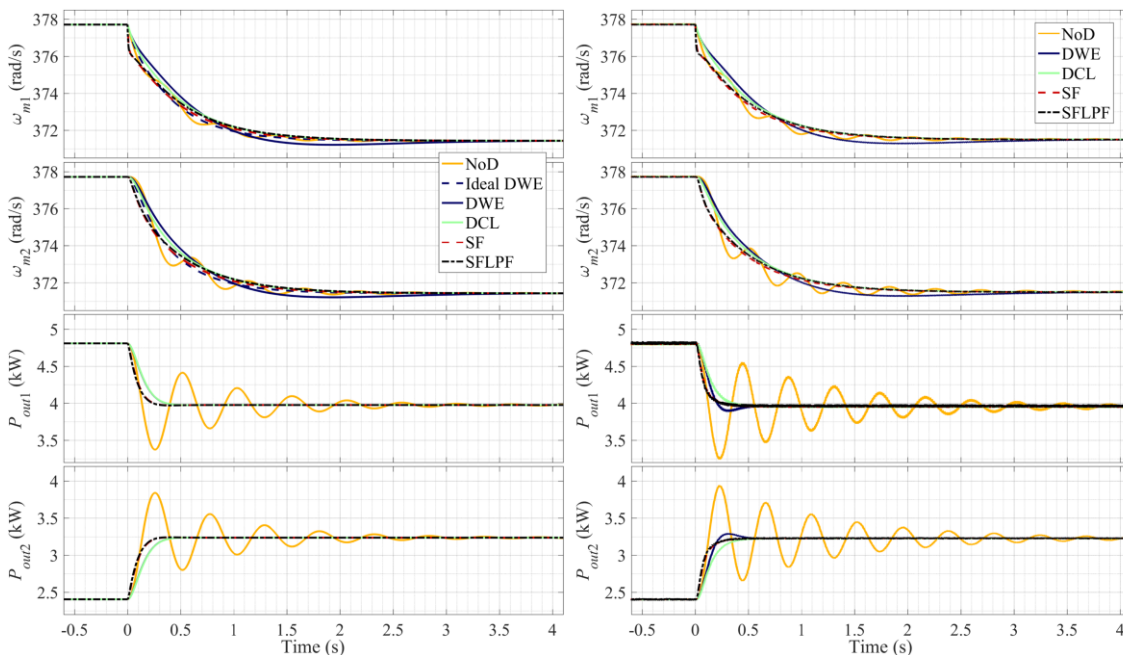 378
376
374
372
ω_m1 (rad/s)
NoD
Ideal DWE
DWE
DCL
SF
SFLPF
378
376
374
372
ω_m2 (rad/s)
5
4.5
4
3.5
P_out1 (kW)
4
3.5
3
2.5
P_out2 (kW)
-0.5 0 0.5 1 1.5 2 2.5 3 3.5 4
Time (s)
378
376
374
372
ω_m1 (rad/s)
NoD
DWE
DCL
SF
SFLPF
378
376
374
372
ω_m2 (rad/s)
5
4.5
4
3.5
P_out1 (kW)
4
3.5
3
2.5
P_out2 (kW)
-0.5 0 0.5 1 1.5 2 2.5 3 3.5 4
Time (s)